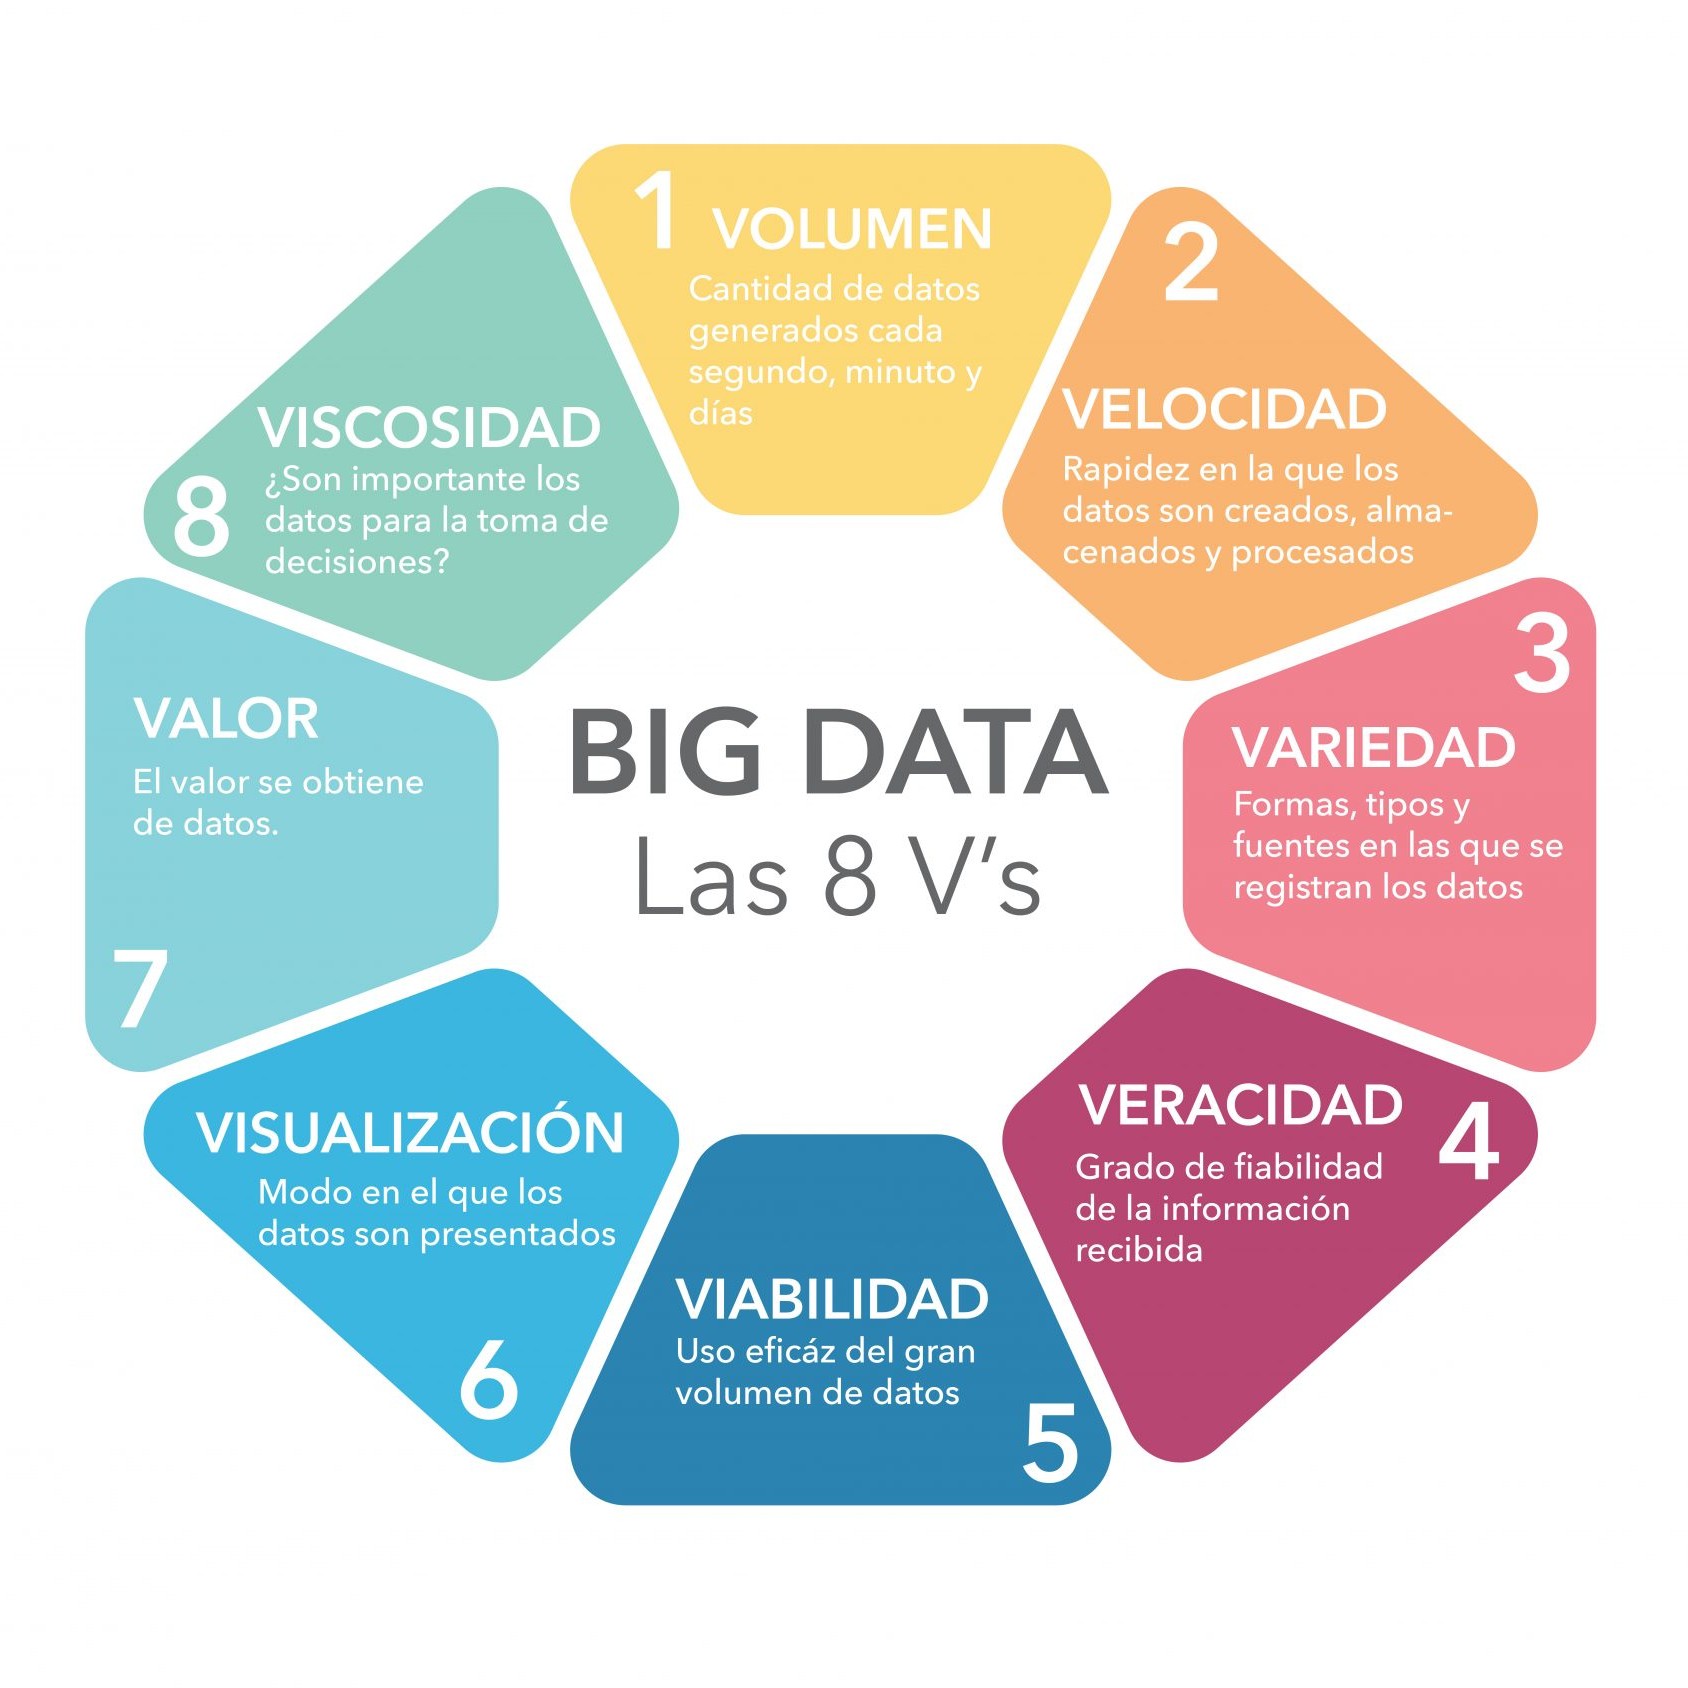 BIG DATA
Las 8 V's
1
VOLUMEN
Cantidad de datos
generados cada
segundo, minuto y
días
2
VELOCIDAD
Rapidez en la que los
datos son creados, alma-
cenados y procesados
3
VARIEDAD
Formas, tipos y
fuentes en las que se
registran los datos
4
VERACIDAD
Grado de fiabilidad
de la información
recibida
5
VIABILIDAD
Uso eficáz del gran
volumen de datos
6
VISUALIZACIÓN
Modo en el que los
datos son presentados
7
VALOR
El valor se obtiene
de datos.
8
VISCOSIDAD
¿Son importante los
datos para la toma de
decisiones?